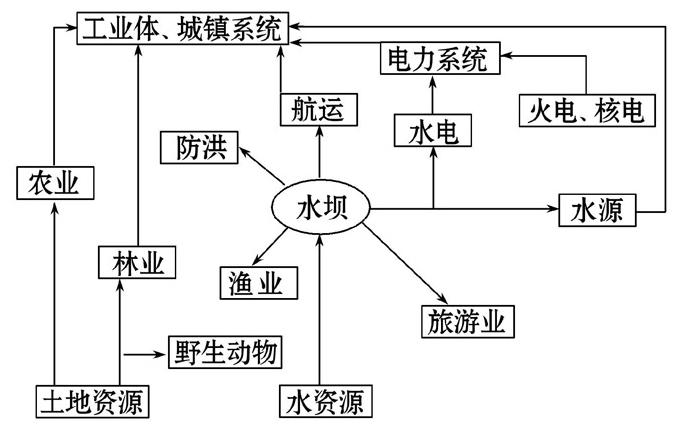 工业体、城镇系统
电力系统
航运
火电、核电
水电
防洪
农业
水坝
水源
林业
渔业
旅游业
野生动物
土地资源
水资源